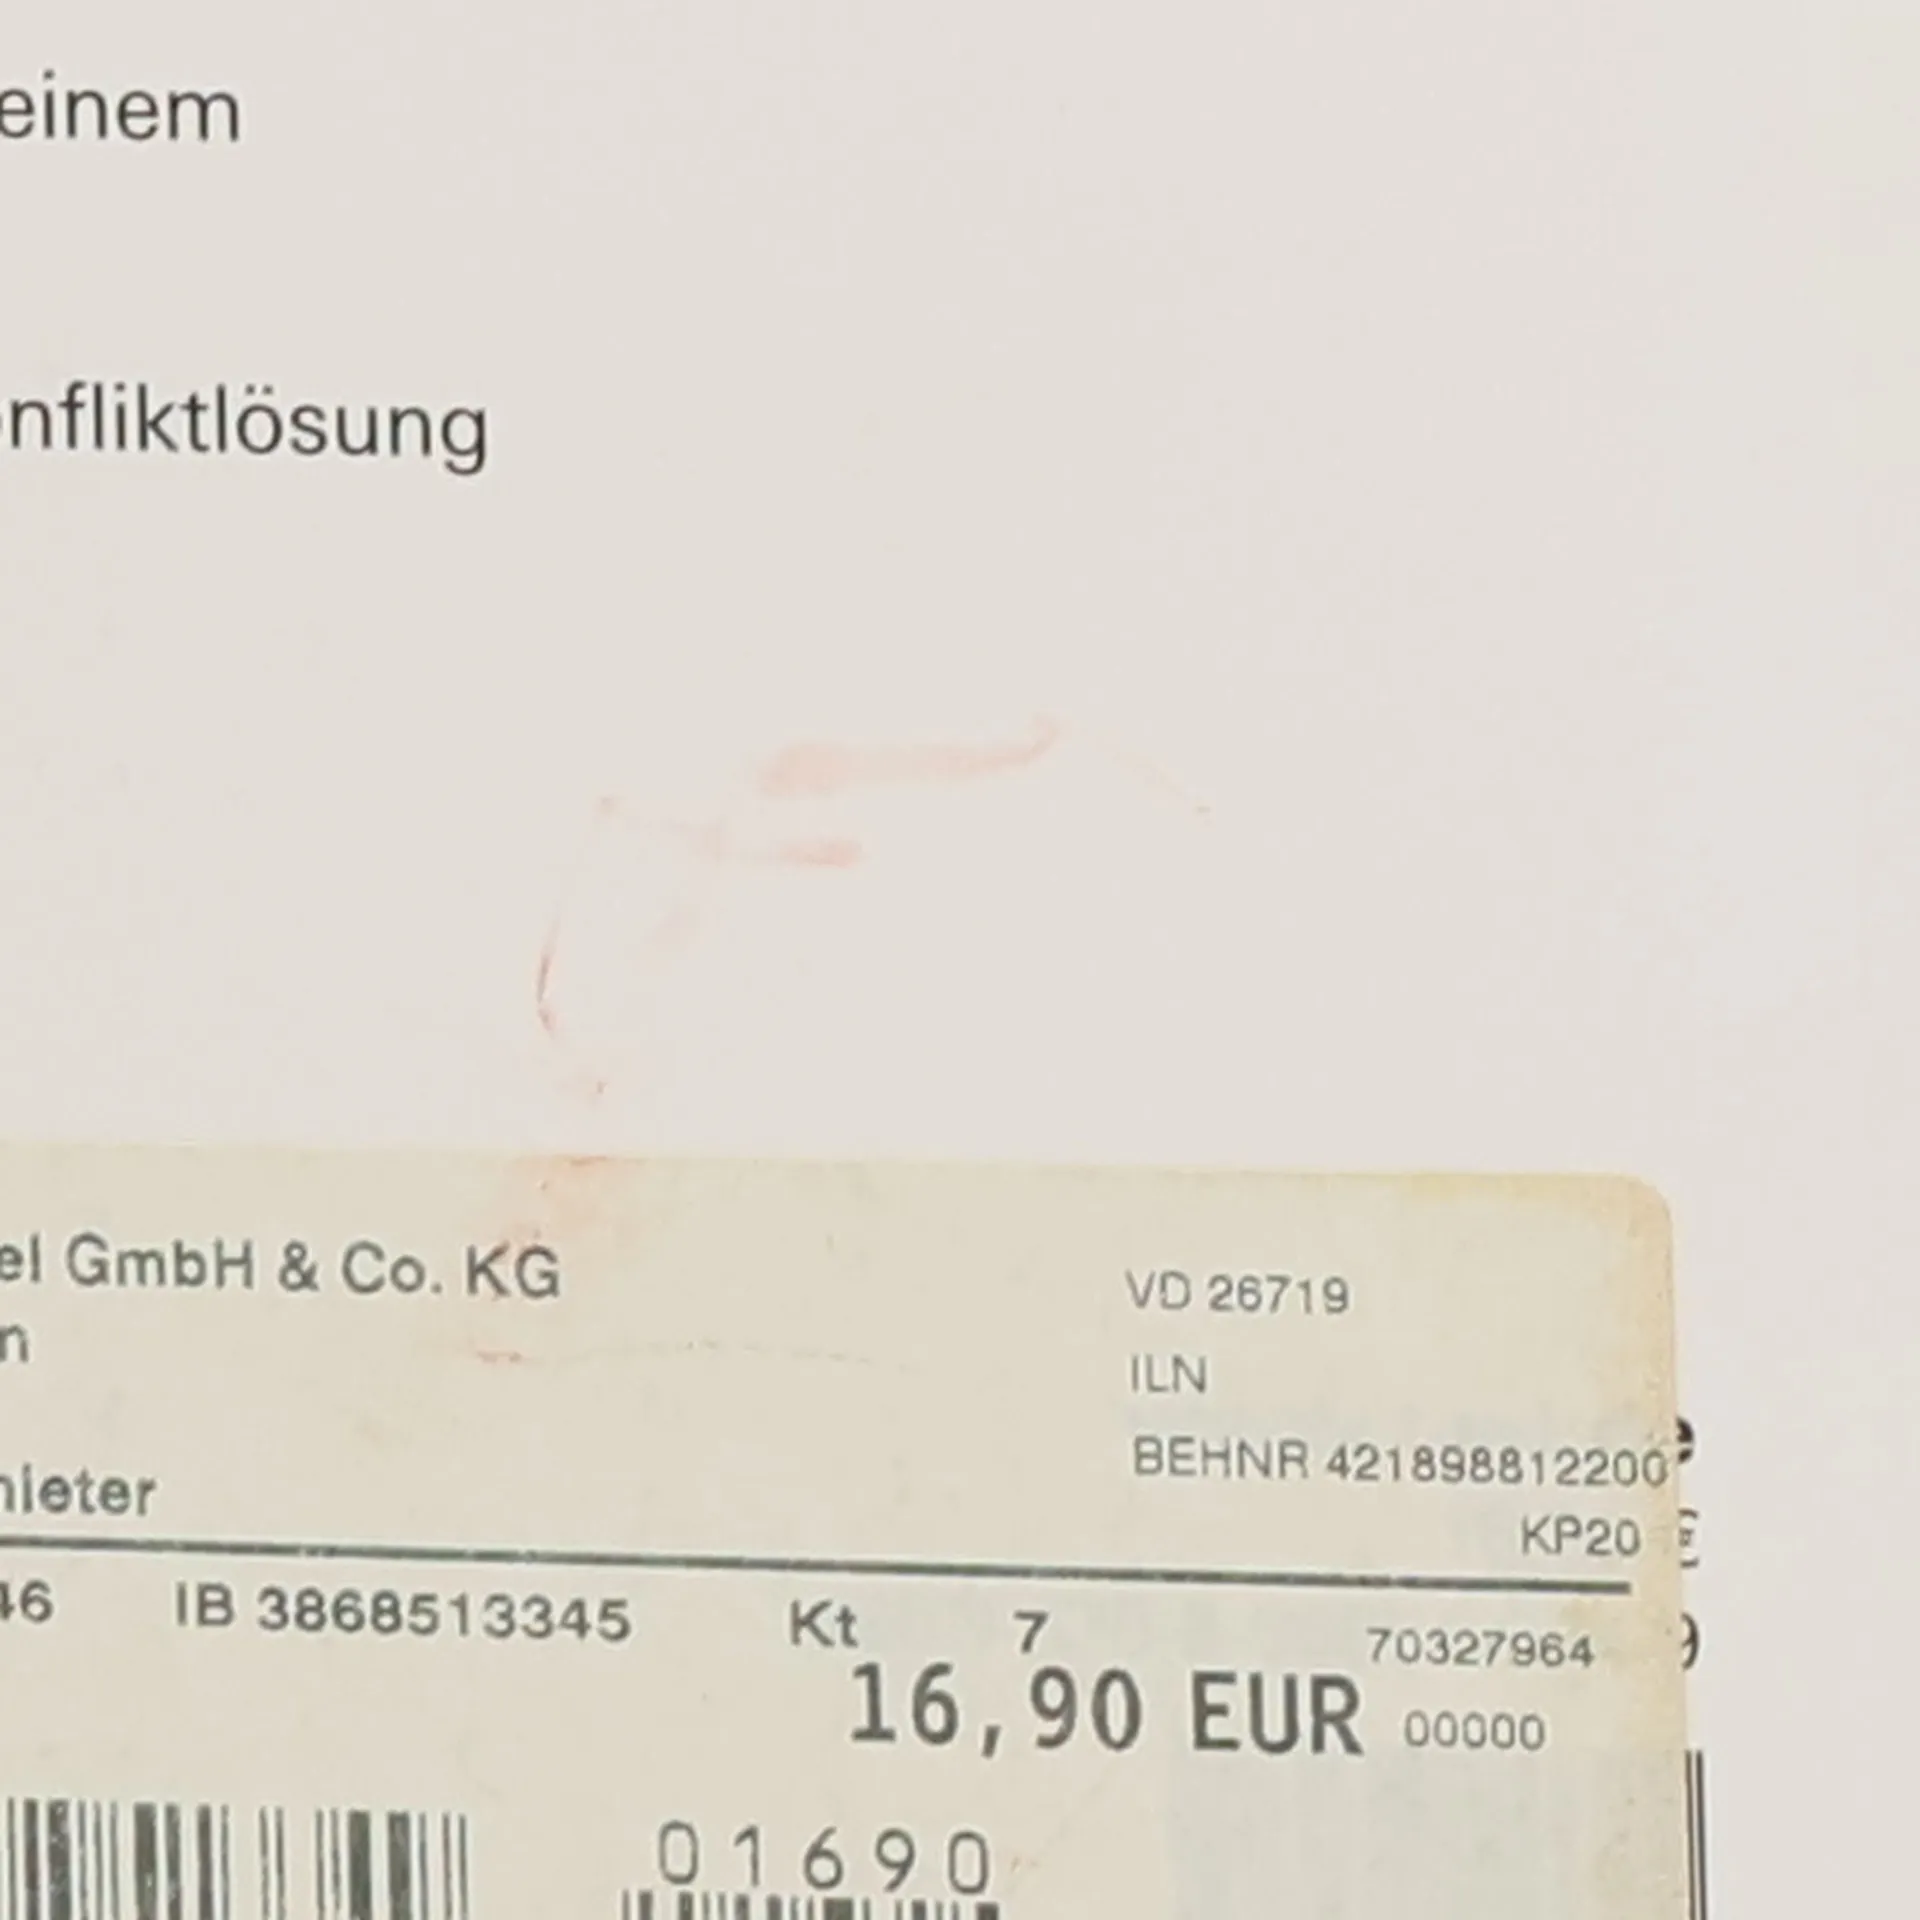 einem
onfliktlösung
el GmbH & Co. KG
n
VD 26719
ILN
BEHNR 421898812200
KP20
nieter
46 IB 3868513345 Kt 7 70327964
16,90 EUR 00000
01690